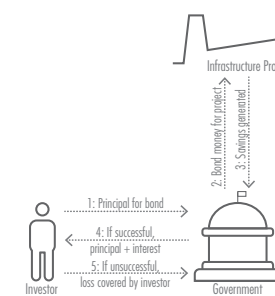 Infrastructure Pro
2: Bond money for project
3: Savings generated
1: Principal for bond
4: If successful,
principal + interest
5: If unsuccessful,
loss covered by investor
Investor
Government